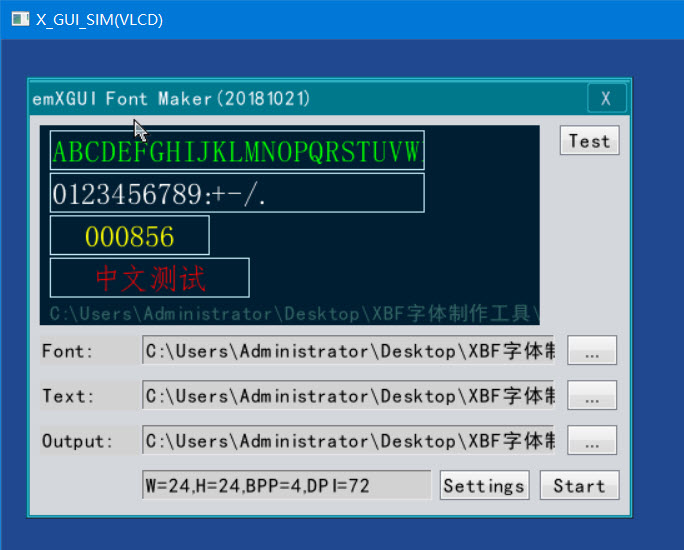 X_GUI_SIM(VLCD)
emXGUI Font Maker(20181021) X
ABCDEFGHIJKLMNOPQRSTUVW
Test
0123456789:+-/.
000856
中文测试
C:\Users\Administrator\Desktop\XBF字体制作工具\
Font: C:\Users\Administrator\Desktop\XBF字体制 ...
Text: C:\Users\Administrator\Desktop\XBF字体制 ...
Output: C:\Users\Administrator\Desktop\XBF字体制 ...
W=24,H=24,BPP=4,DPI=72 Settings Start